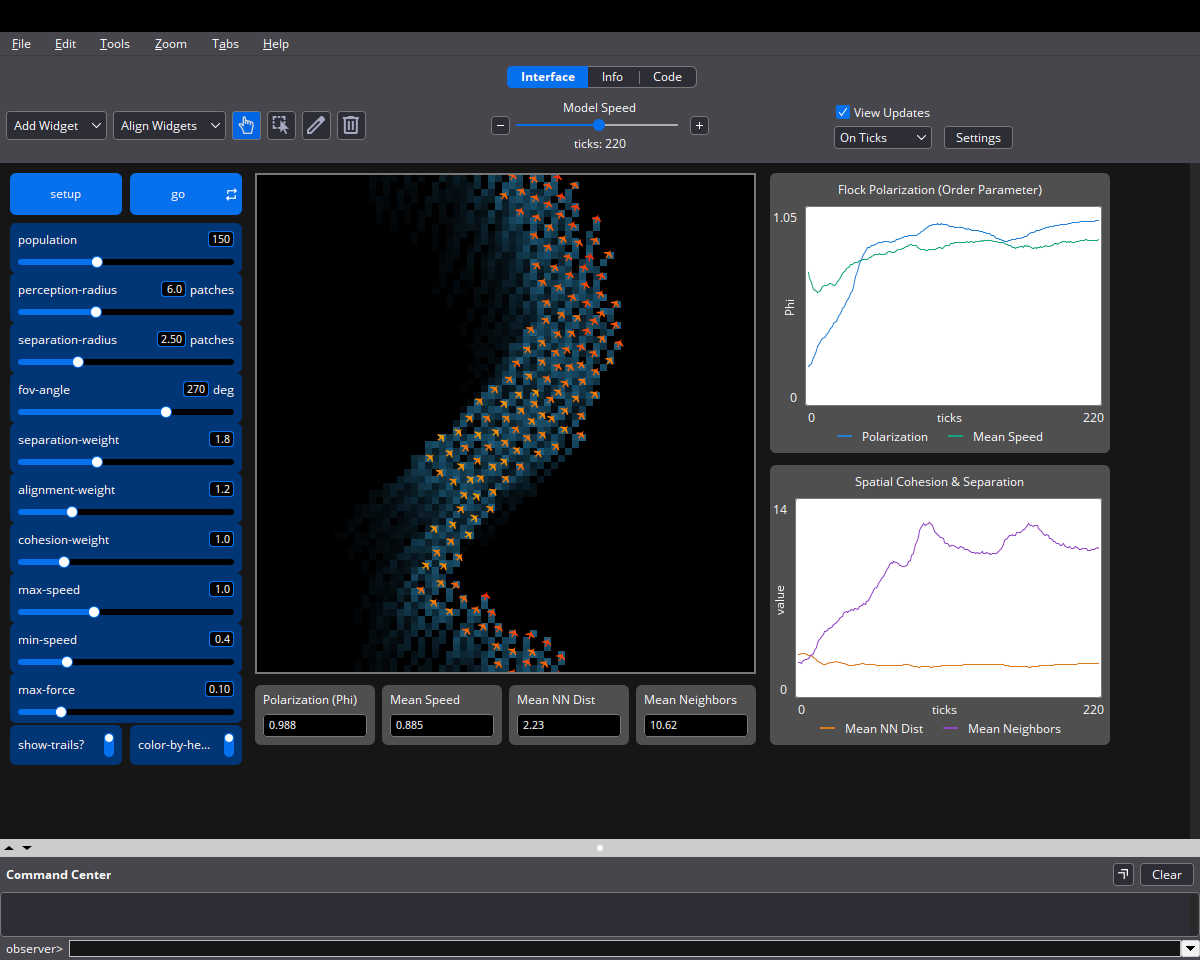 File Edit Tools Zoom Tabs Help
Interface Info Code
Model Speed
View Updates
Add Widget Align Widgets
On Ticks Settings
ticks: 220
setup go
population 150
perception-radius 6.0 patches
separation-radius 2.50 patches
fov-angle 270 deg
separation-weight 1.8
alignment-weight 1.2
cohesion-weight 1.0
max-speed 1.0
min-speed 0.4
max-force 0.10
show-trails? color-by-he...
Polarization (Phi) Mean Speed Mean NN Dist Mean Neighbors
0.988 0.885 2.23 10.62
Flock Polarization (Order Parameter)
1.05
Phi
0
0 ticks 220
Polarization Mean Speed
Spatial Cohesion & Separation
14
value
0
0 ticks 220
Mean NN Dist Mean Neighbors
Command Center Clear
observer>